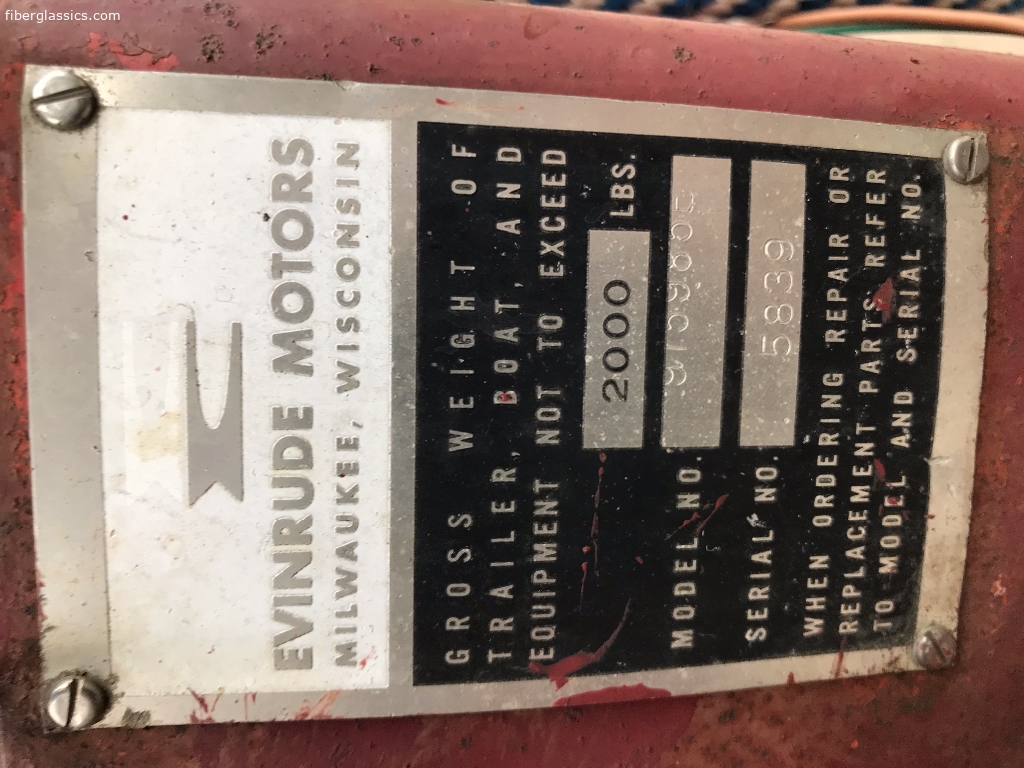 fiberglassics.com
EVINRUDE MOTORS
MILWAUKEE, WISCONSIN
GROSS WEIGHT OF
TRAILER, BOAT, AND
EQUIPMENT NOT TO EXCEED
2000 LBS.
MODEL NO.
SERIAL NO. 5839
WHEN ORDERING REPAIR OR
REPLACEMENT PARTS REFER
TO MODEL AND SERIAL NO.